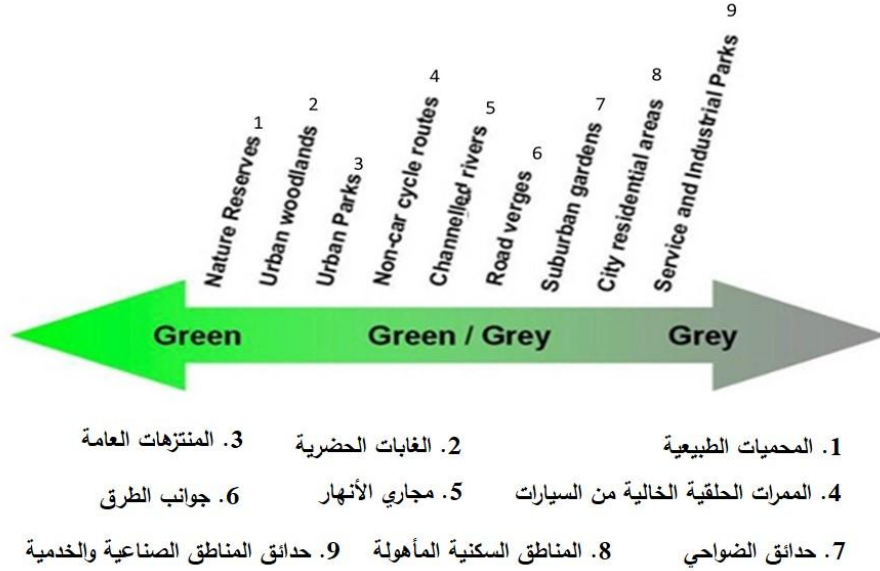 Nature Reserves 1
Urban woodlands 2
Urban Parks 3
Non-car cycle routes 4
Channelled rivers 5
Road verges 6
Suburban gardens 7
City residential areas 8
Service and Industrial Parks 9
Green Green / Grey Grey
1. المحميات الطبيعية 2. الغابات الحضرية 3. المنتزهات العامة
4. الممرات الحلقية الخالية من السيارات 5. مجاري الأنهار 6. جوانب الطرق
7. حدائق الضواحي 8. المناطق السكنية المأهولة 9. حدائق المناطق الصناعية والخدمية